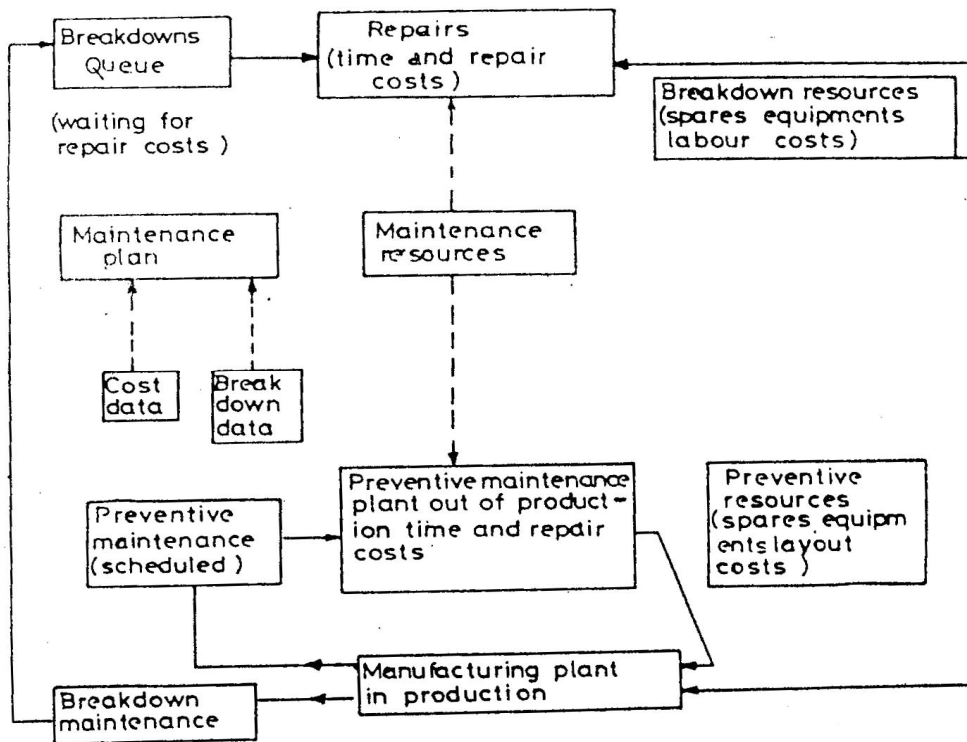 Breakdowns
Queue
Repairs
(time and repair
costs)
Breakdown resources
(spares equipments
labour costs)
(waiting for
repair costs )
Maintenance
plan
Maintenance
resources
Cost
data
Break
down
data
Preventive maintenance
plant out of product-
ion time and repair
costs
Preventive
resources
(spares equipm
ents layout
costs )
Preventive
maintenance
(scheduled )
Manufacturing plant
in production
Breakdown
maintenance